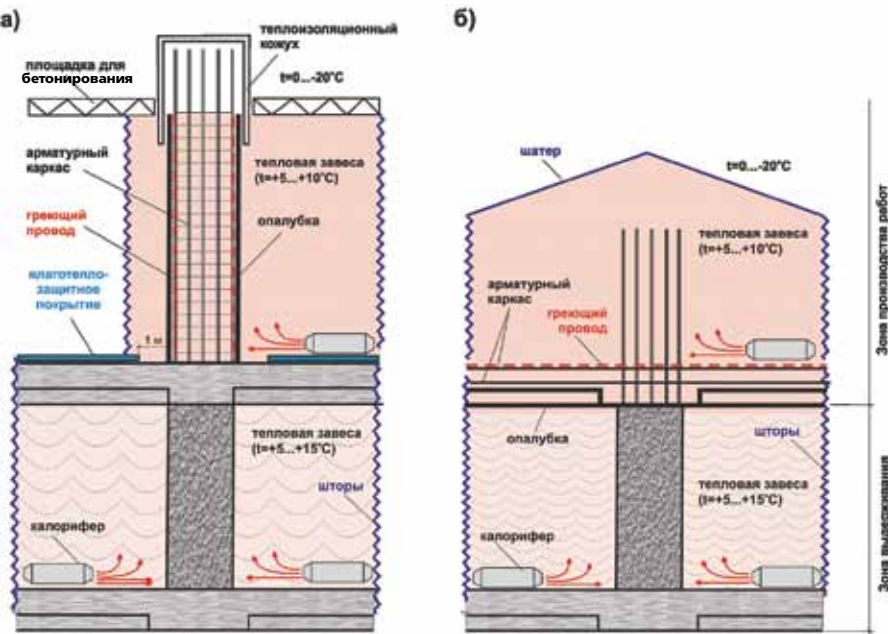 а)
теплоизоляционный
кожух
площадка для
бетонирования
t=0...-20°C
арматурный
каркас
тепловая завеса
(t=+5...+10°C)
греющий
провод
опалубка
влаготепло-
защитное
покрытие
1 м
тепловая завеса
(t=+5...+15°C)
шторы
калорифер
б)
шатер
t=0...-20°C
тепловая завеса
(t=+5...+10°C)
арматурный
каркас
греющий
провод
опалубка
шторы
тепловая завеса
(t=+5...+15°C)
калорифер
Зона производства работ
Зона выдерживания